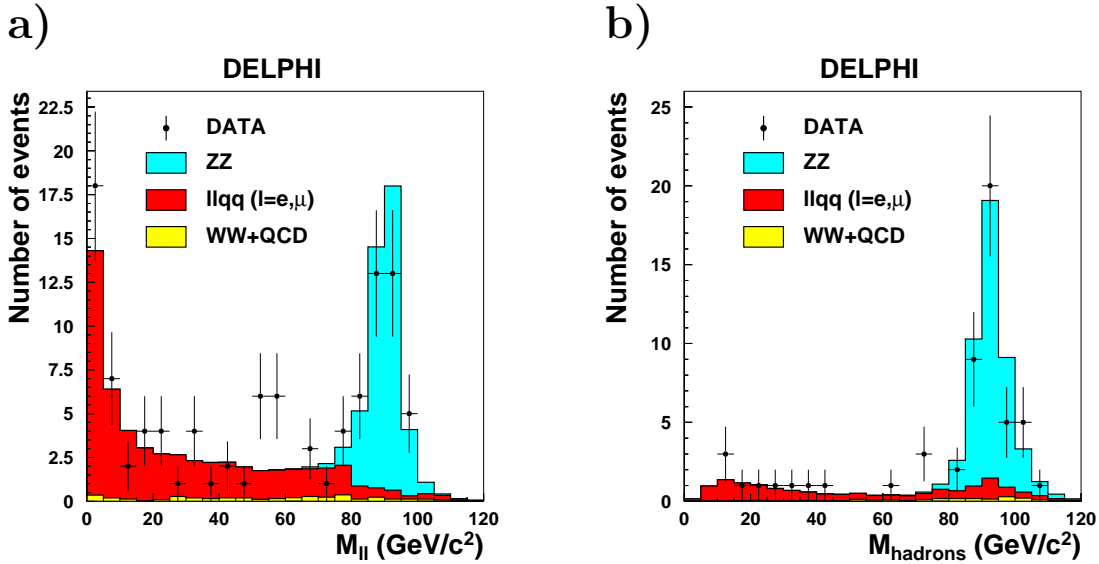 a)
DELPHI
Number of events
22.5
20
17.5
15
12.5
10
7.5
5
2.5
0
DATA
ZZ
llqq (l=e,μ)
WW+QCD
0 20 40 60 80 100 120
M_ll (GeV/c²)
b)
DELPHI
Number of events
25
20
15
10
5
0
DATA
ZZ
llqq (l=e,μ)
WW+QCD
0 20 40 60 80 100 120
M_hadrons (GeV/c²)